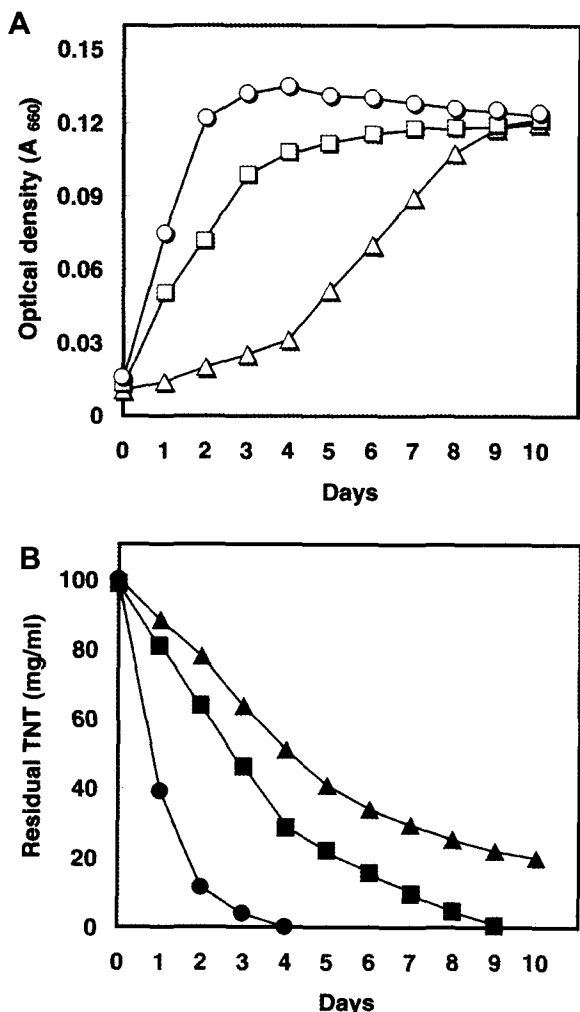 A
Optical density (A 660)
0.15
0.12
0.09
0.06
0.03
0
0 1 2 3 4 5 6 7 8 9 10
Days
B
Residual TNT (mg/ml)
100
80
60
40
20
0
0 1 2 3 4 5 6 7 8 9 10
Days